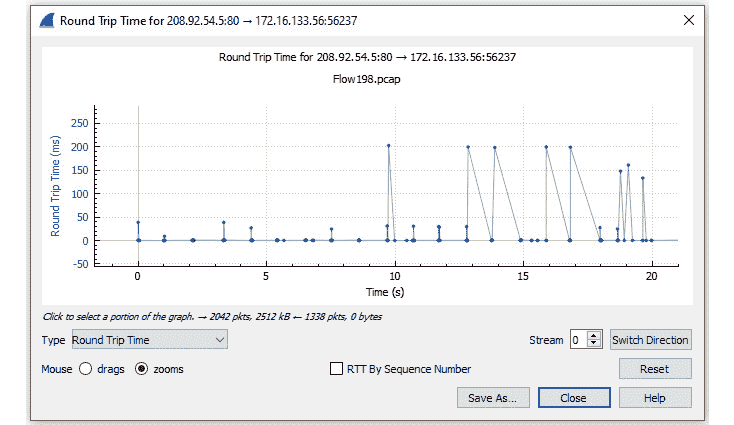 Round Trip Time for 208.92.54.5:80 → 172.16.133.56:56237
Round Trip Time for 208.92.54.5:80 → 172.16.133.56:56237
Flow198.pcap
Round Trip Time (ms)
250
200
150
100
50
0
-50
0
5
10
15
20
Time (s)
Click to select a portion of the graph. → 2042 pkts, 2512 kB ← 1338 pkts, 0 bytes
Type Round Trip Time Stream 0 Switch Direction
Mouse drags zooms RTT By Sequence Number Reset
Save As... Close Help